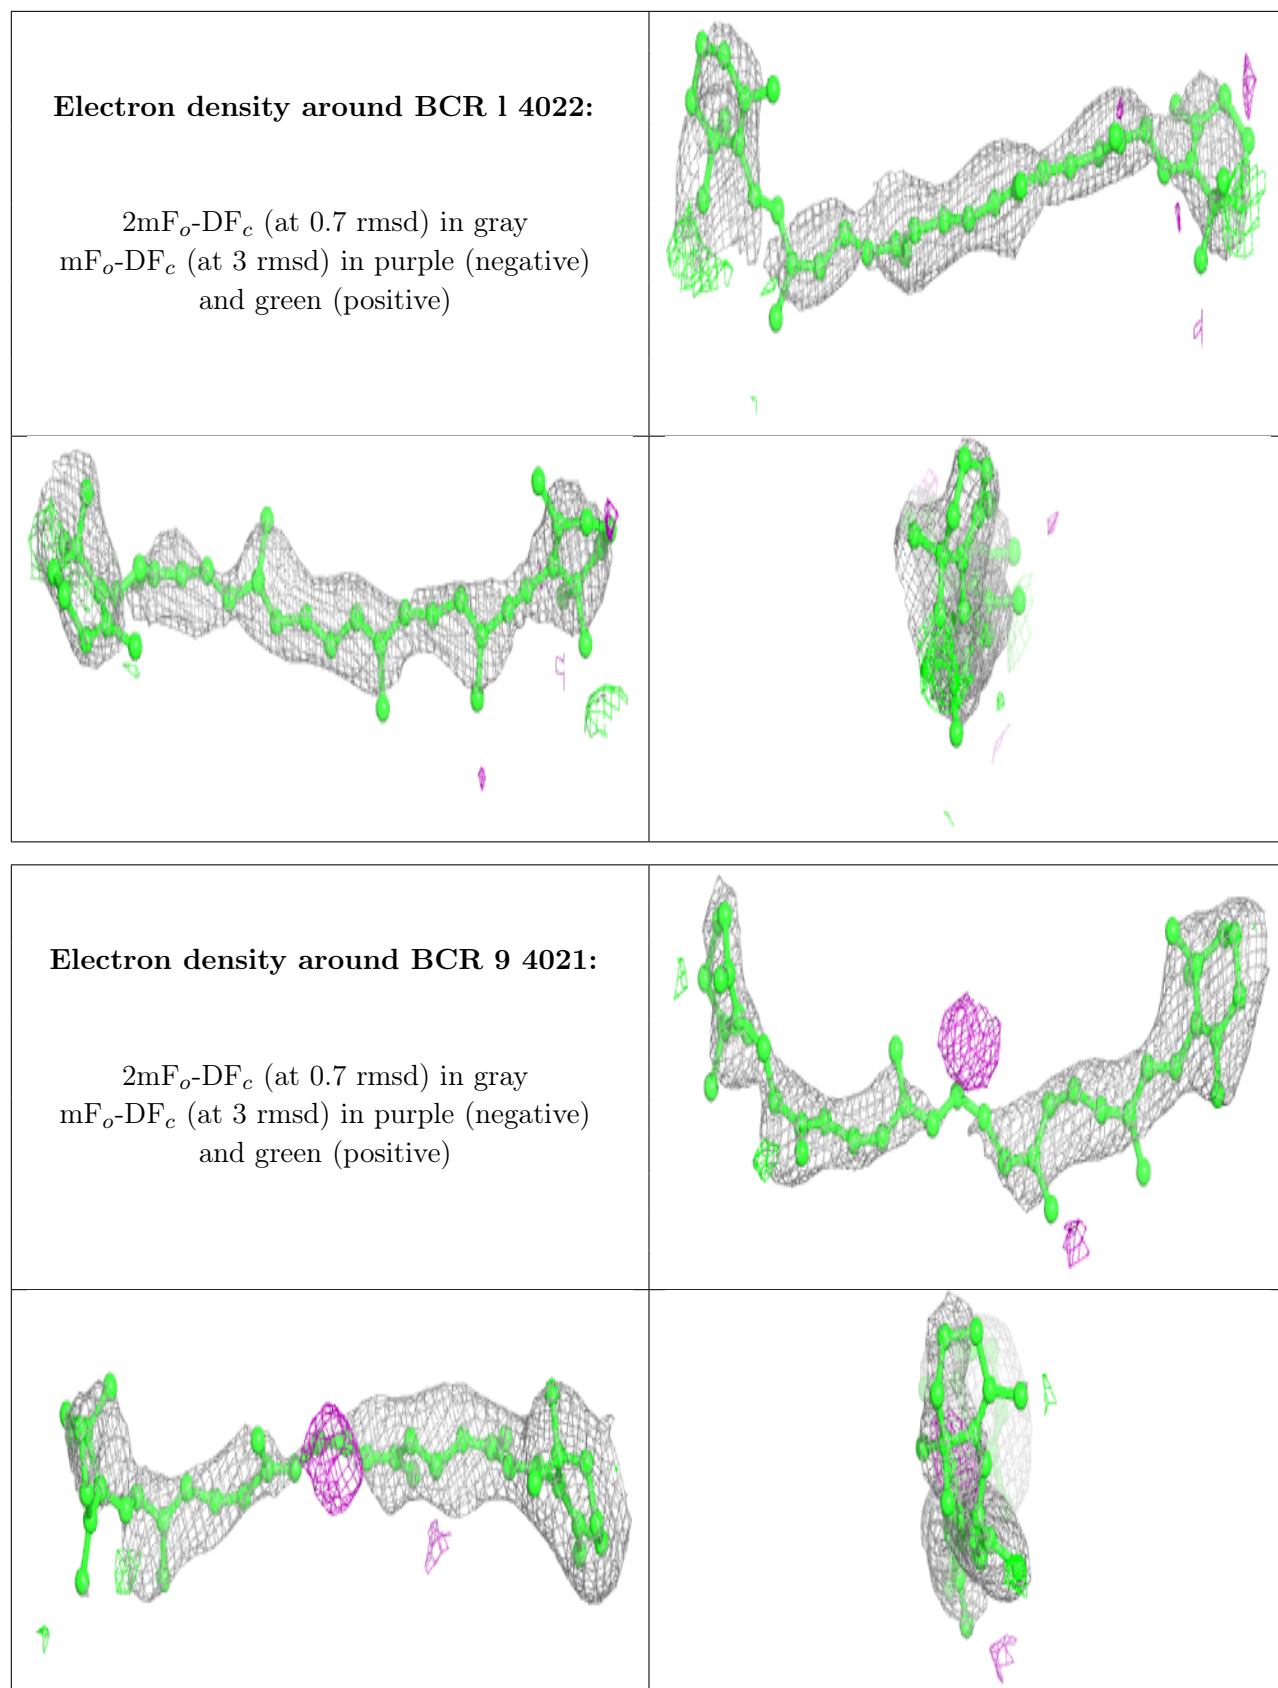 Electron density around BCR l 4022:
2mFo-DFc (at 0.7 rmsd) in gray
mFo-DFc (at 3 rmsd) in purple (negative)
and green (positive)
Electron density around BCR 9 4021:
2mFo-DFc (at 0.7 rmsd) in gray
mFo-DFc (at 3 rmsd) in purple (negative)
and green (positive)